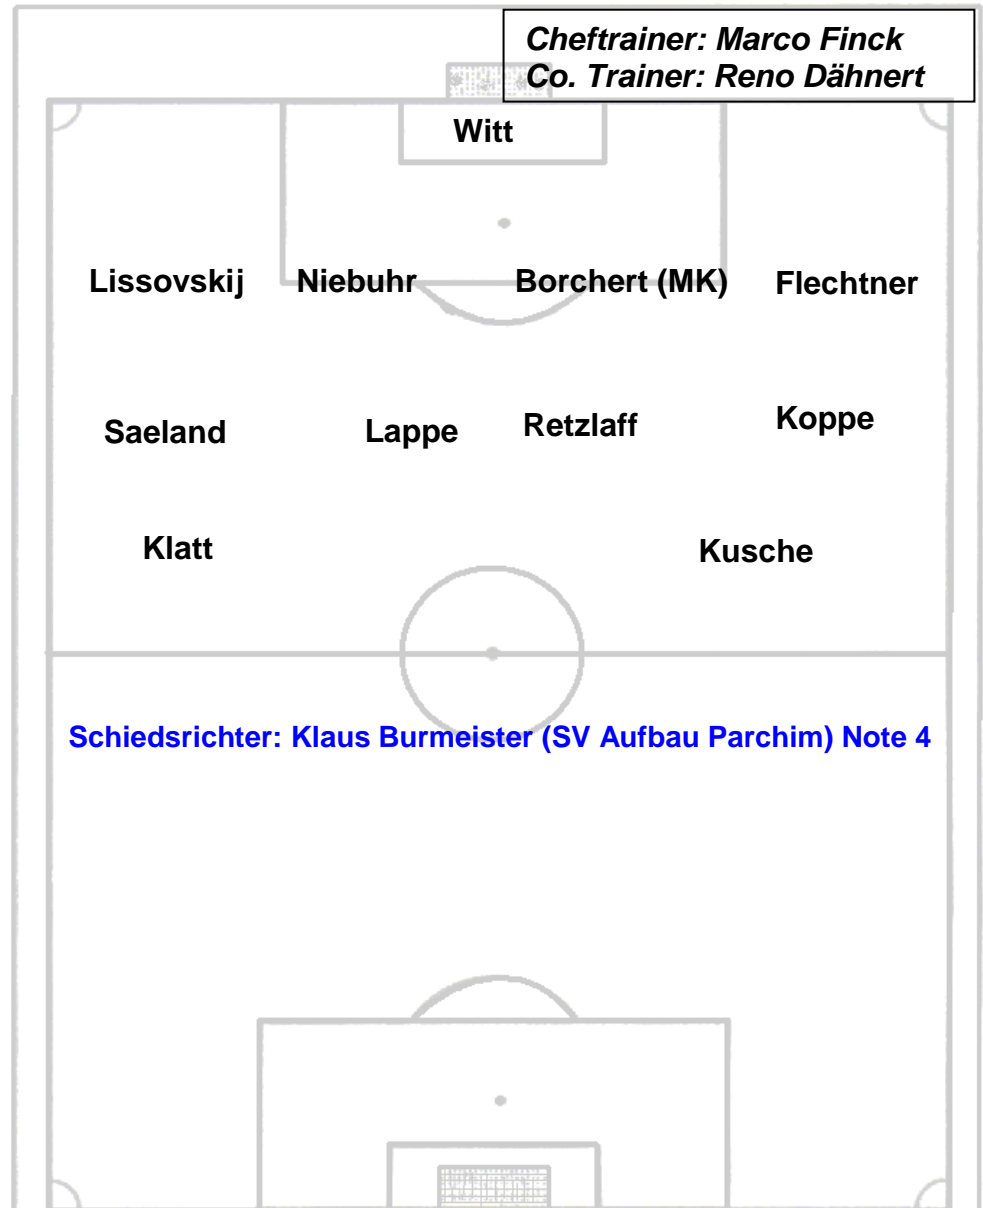 Cheftrainer: Marco Finck
Co. Trainer: Reno Dähnert
Witt
Lissovskij Niebuhr Borchert (MK) Flechtner
Saeland Lappe Retzlaff Koppe
Klatt Kusche
Schiedsrichter: Klaus Burmeister (SV Aufbau Parchim) Note 4